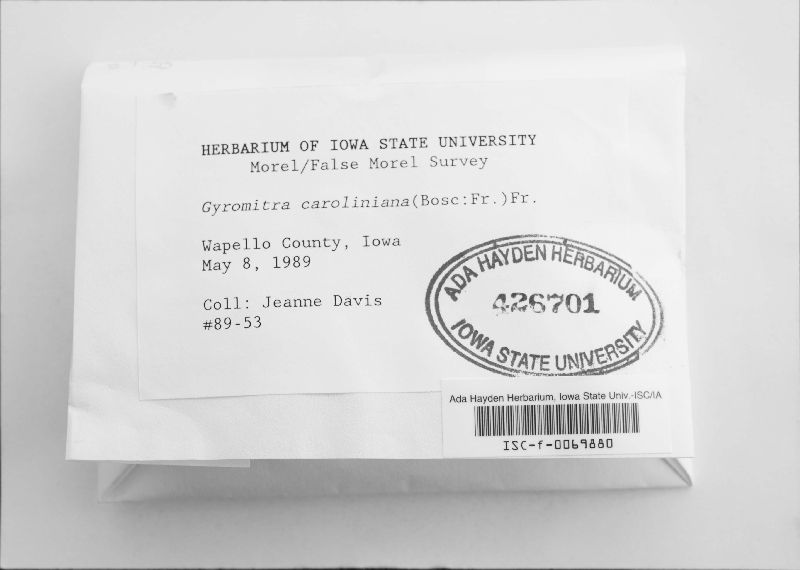 HERBARIUM OF IOWA STATE UNIVERSITY
Morel/False Morel Survey
Gyromitra caroliniana(Bosc:Fr.)Fr.
Wapello County, Iowa
May 8, 1989
Coll: Jeanne Davis
#89-53
ADA HAYDEN HERBARIUM
426701
IOWA STATE UNIVERSITY
Ada Hayden Herbarium, Iowa State Univ.-ISC/IA
ISC-f-0069880